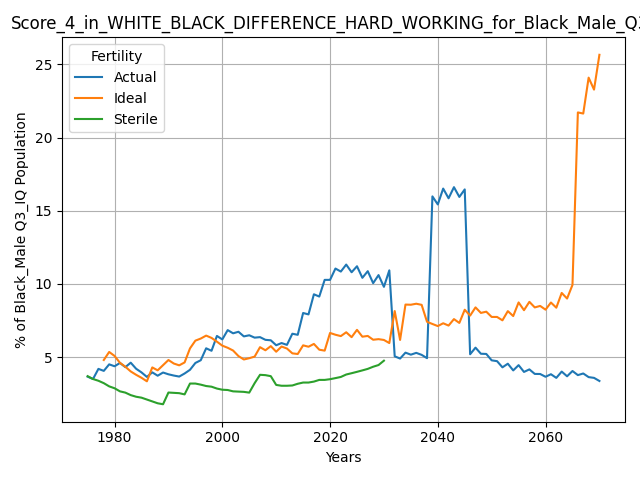 Score_4_in_WHITE_BLACK_DIFFERENCE_HARD_WORKING_for_Black_Male_Q3
Fertility
Actual
Ideal
Sterile
% of Black_Male Q3_IQ Population
25
20
15
10
5
1980 2000 2020 2040 2060
Years